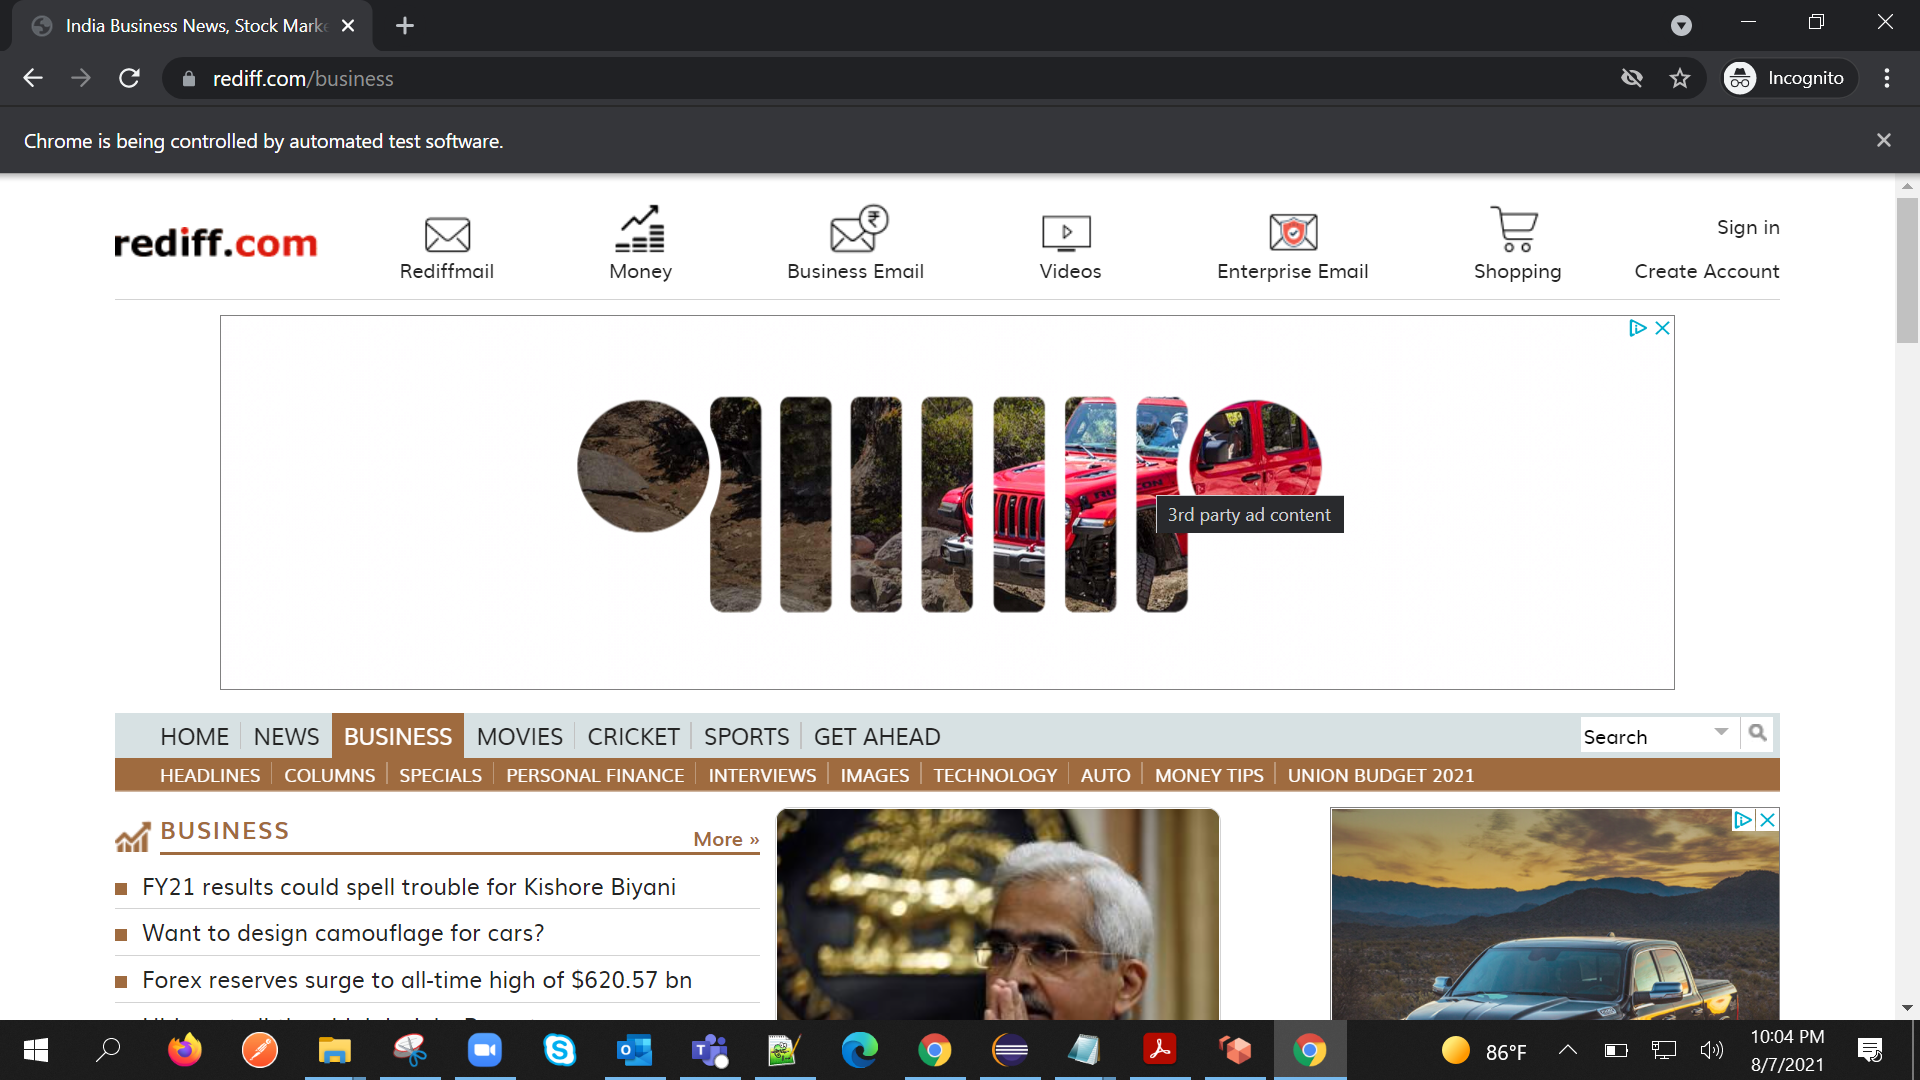 India Business News, Stock Marke
rediff.com/business
Incognito
Chrome is being controlled by automated test software.
rediff.com
Rediffmail
Money
Business Email
Videos
Enterprise Email
Shopping
Sign in
Create Account
RUBICON
3rd party ad content
HOME NEWS BUSINESS MOVIES CRICKET SPORTS GET AHEAD
Search
HEADLINES COLUMNS SPECIALS PERSONAL FINANCE INTERVIEWS IMAGES TECHNOLOGY AUTO MONEY TIPS UNION BUDGET 2021
BUSINESS
More »
FY21 results could spell trouble for Kishore Biyani
Want to design camouflage for cars?
Forex reserves surge to all-time high of $620.57 bn
86°F
10:04 PM
8/7/2021